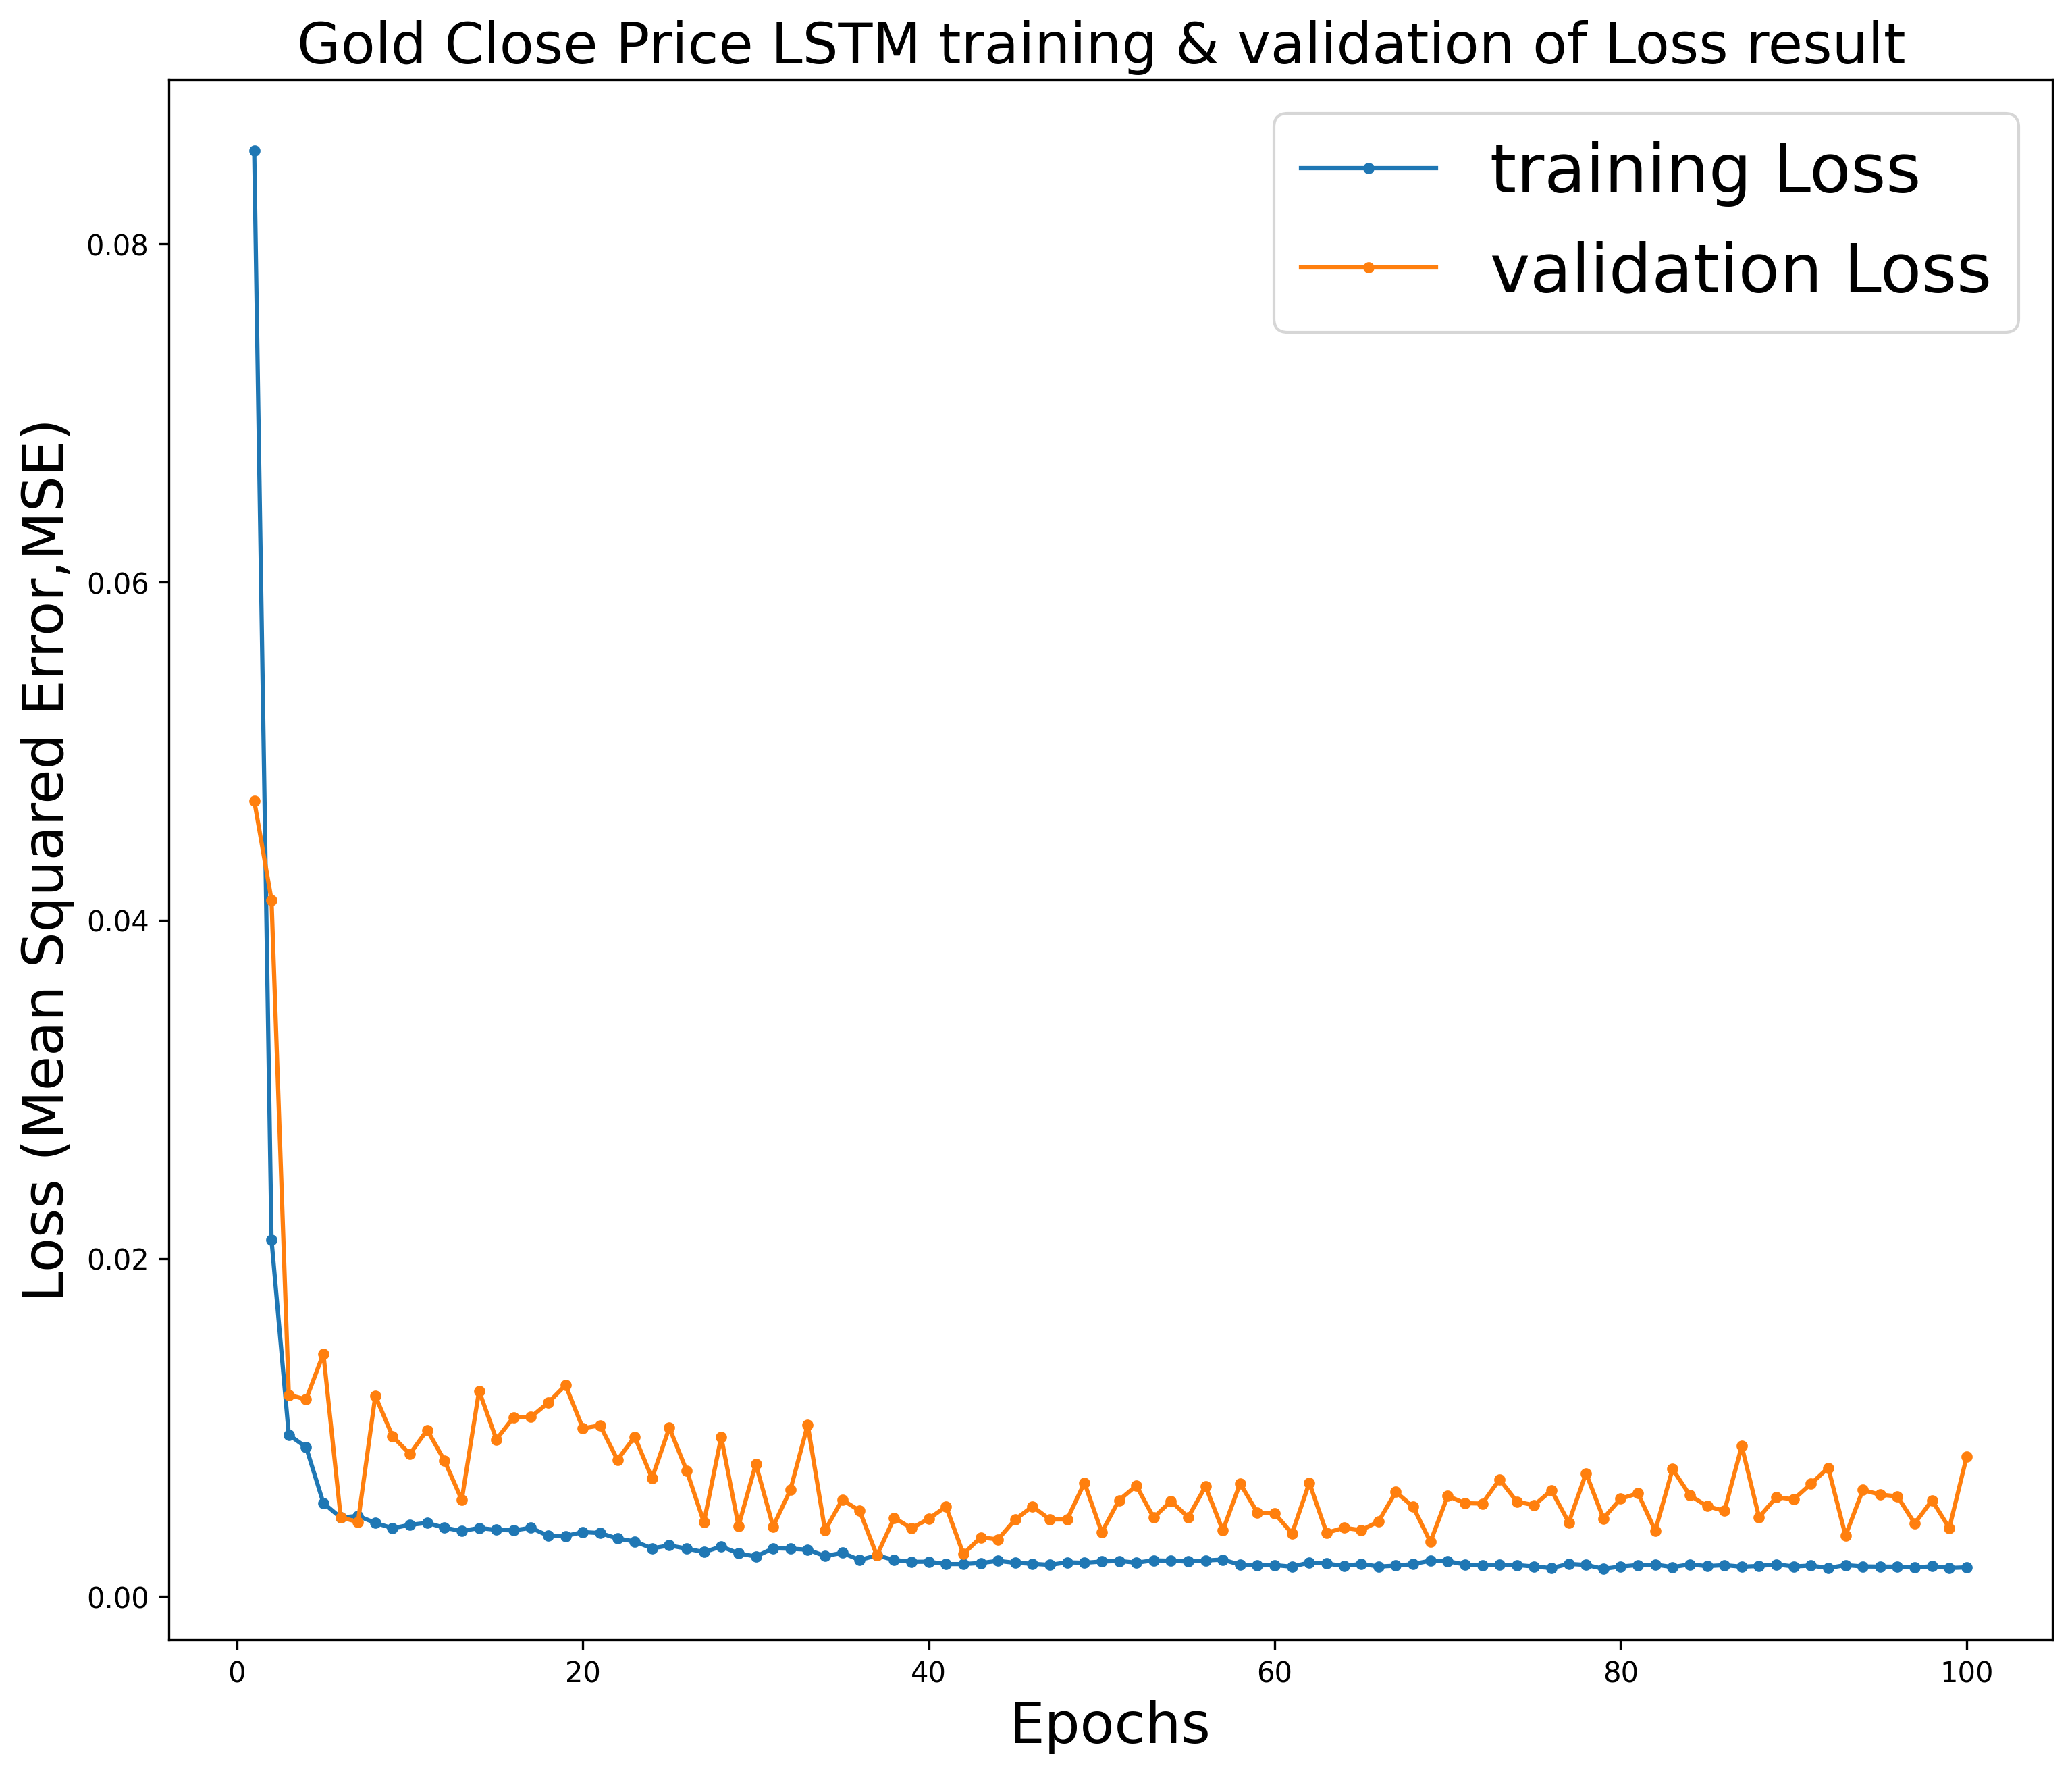 Gold Close Price LSTM training & validation of Loss result
training Loss
validation Loss
Loss (Mean Squared Error,MSE)
0.08
0.06
0.04
0.02
0.00
0
20
40
60
80
100
Epochs